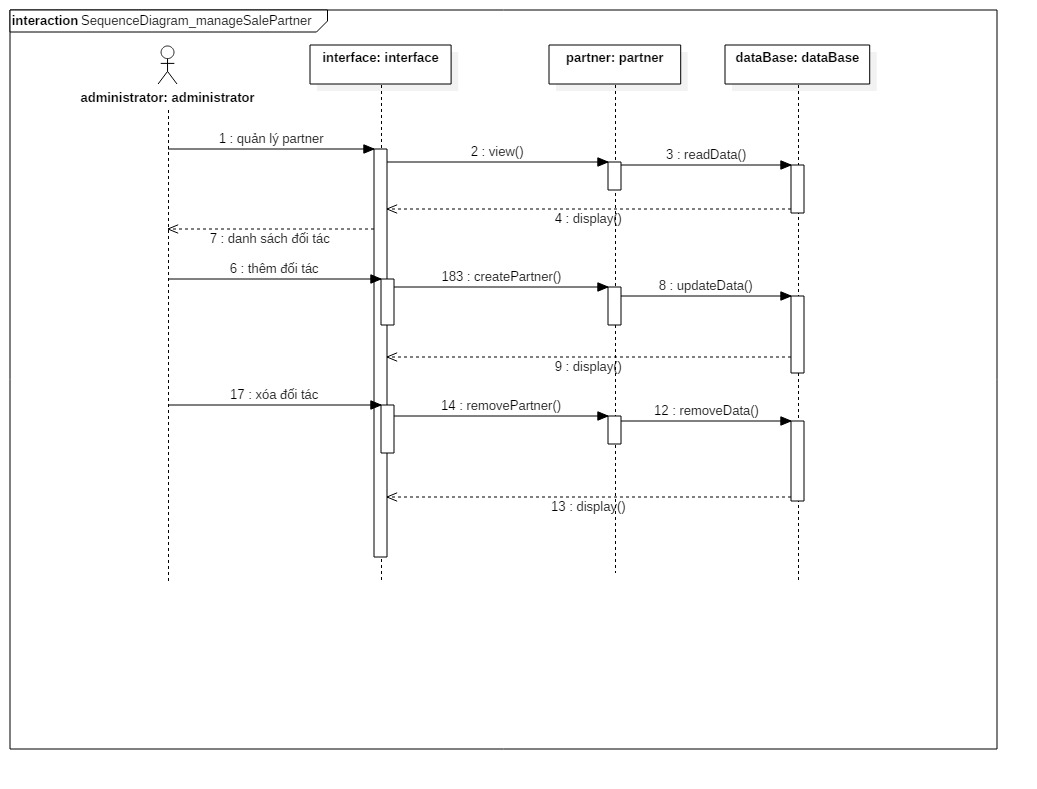 interaction SequenceDiagram_manageSalePartner
interface: interface
partner: partner
dataBase: dataBase
administrator: administrator
1 : quản lý partner
2 : view()
3 : readData()
4 : display()
7 : danh sách đối tác
6 : thêm đối tác
183 : createPartner()
8 : updateData()
9 : display()
17 : xóa đối tác
14 : removePartner()
12 : removeData()
13 : display()